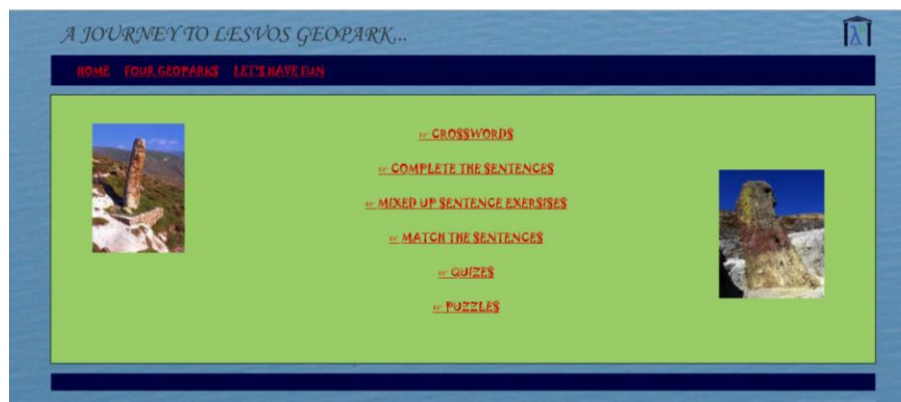 A JOURNEY TO LESVOS GEOPARK...
HOME FOUR GEOPARKS LET'S HAVE FUN
☞ CROSSWORDS
☞ COMPLETE THE SENTENCES
☞ MIXED UP SENTENCE EXERSISES
☞ MATCH THE SENTENCES
☞ QUIZES
☞ PUZZLES